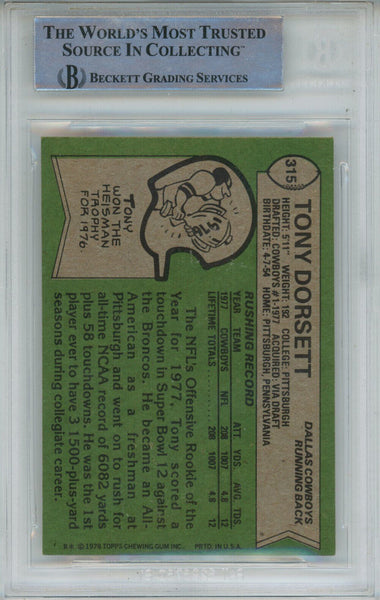 THE WORLD'S MOST TRUSTED
SOURCE IN COLLECTING™
B BECKETT GRADING SERVICES
315
TONY DORSETT
DALLAS COWBOYS
RUNNING BACK
HEIGHT: 5'11" WEIGHT: 192 COLLEGE: PITTSBURGH
DRAFTED: COWBOYS #1-1977 ACQUIRED: VIA DRAFT
BIRTHDATE: 4-7-54 HOME: PITTSBURGH, PENNSYLVANIA
RUSHING RECORD
YEAR TEAM ATT. YDS. AVG. TDS.
1977 COWBOYS NFL 208 1007 4.8 12
LIFETIME TOTALS 208 1007 4.8 12
TONY
WON THE
HEISMAN
TROPHY
FOR 1976.
The NFL's Offensive Rookie of the
Year for 1977, Tony scored a
touchdown in Super Bowl 12 against
the Broncos. He became an All-
American as a freshman at
Pittsburgh and went on to rush for
all-time NCAA record of 6082 yards
plus 58 touchdowns. He was the 1st
player ever to have 3 1500-plus-yard
seasons during collegiate career.
B* © 1978 TOPPS CHEWING GUM INC. PRTD. IN U.S.A.